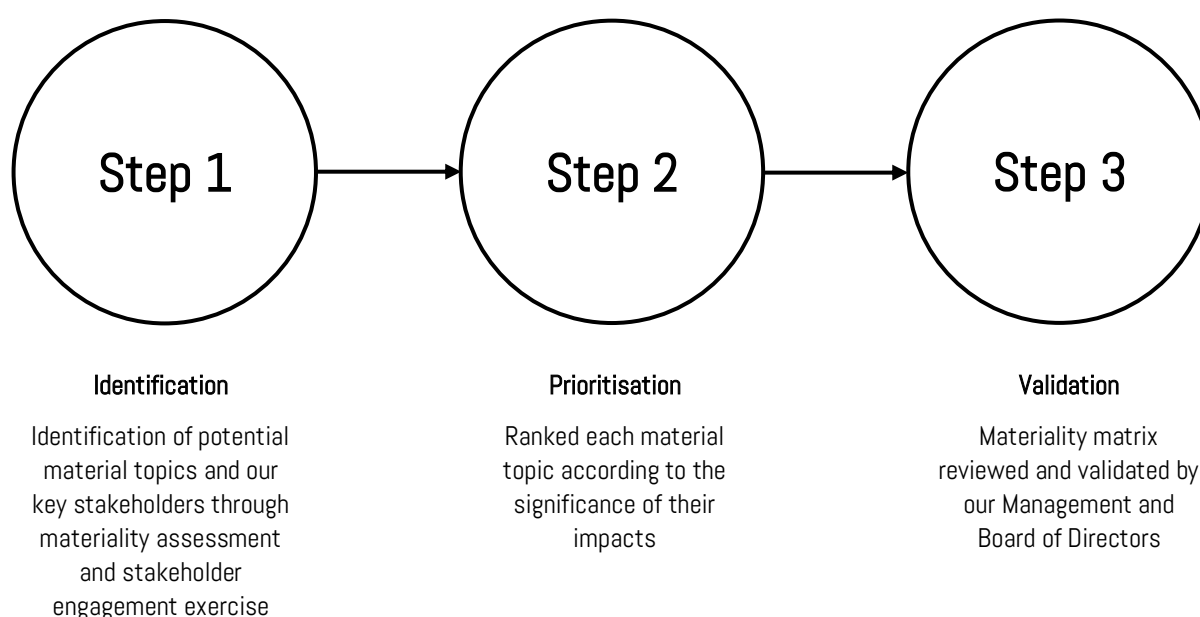 Step 1
Step 2
Step 3
Identification
Identification of potential
material topics and our
key stakeholders through
materiality assessment
and stakeholder
engagement exercise
Prioritisation
Ranked each material
topic according to the
significance of their
impacts
Validation
Materiality matrix
reviewed and validated by
our Management and
Board of Directors